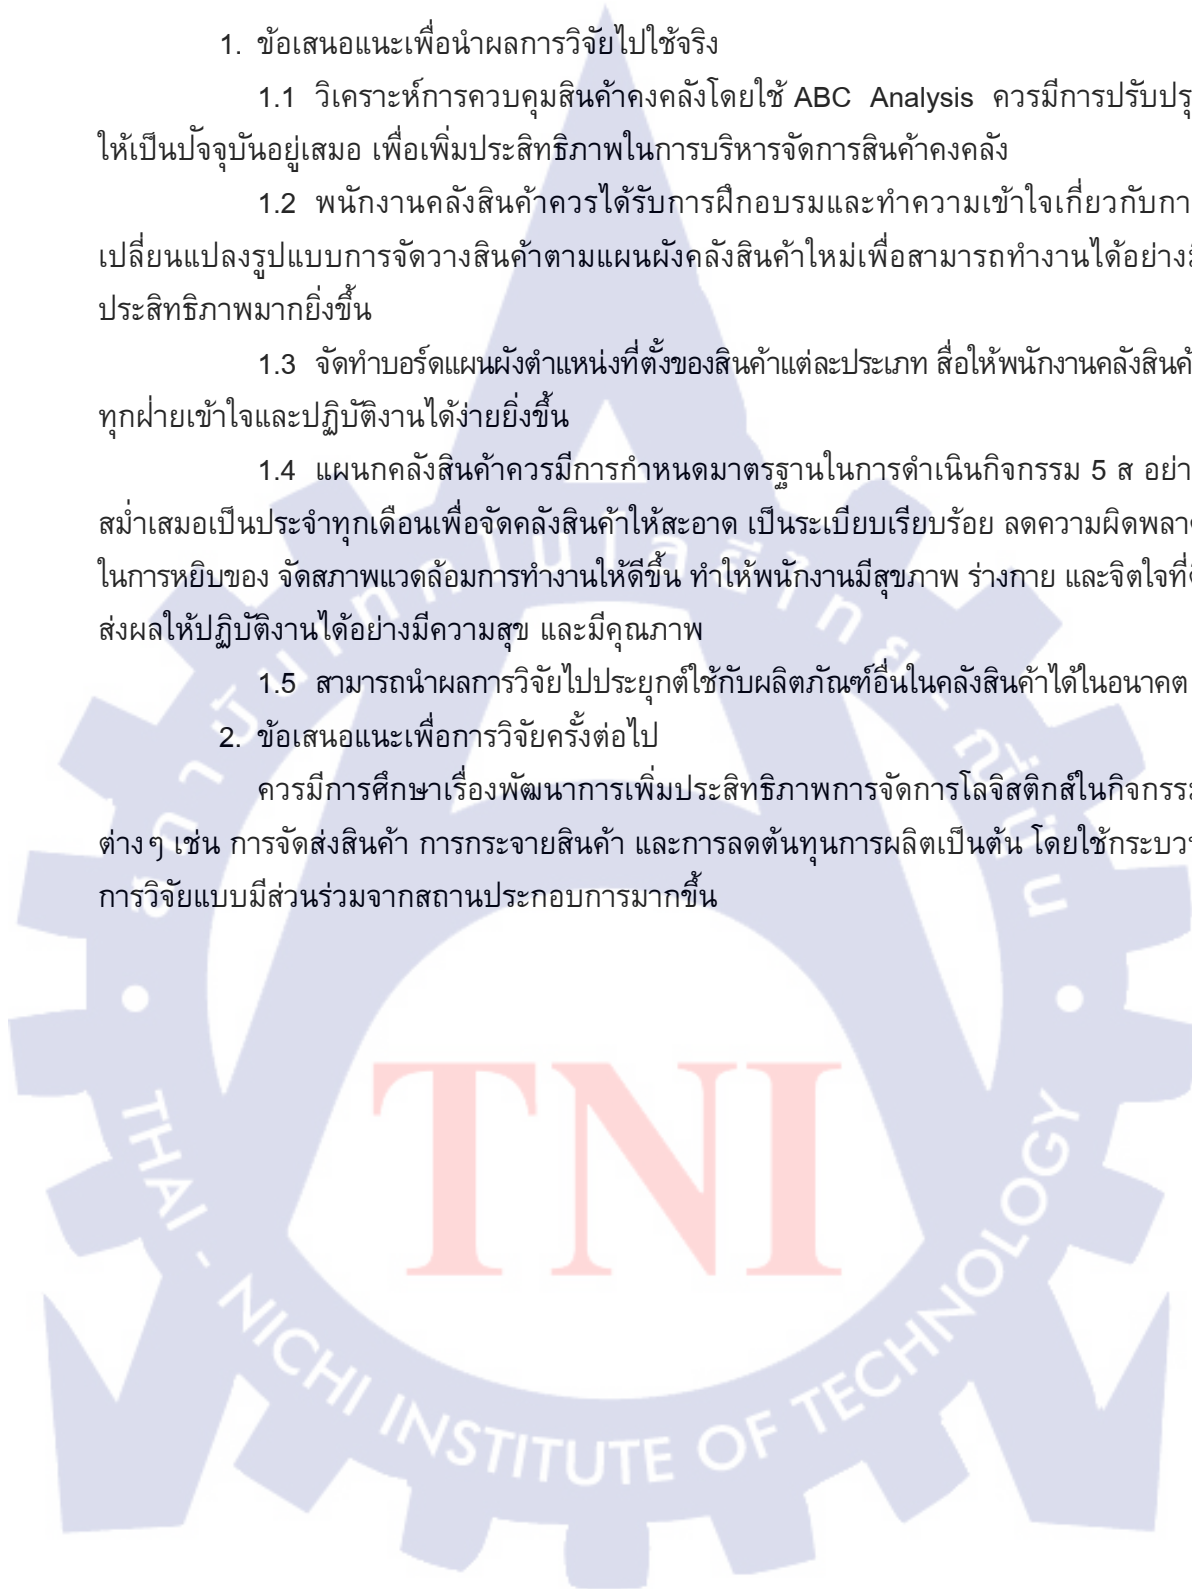 1. ข้อเสนอแนะเพื่อนำผลการวิจัยไปใช้จริง
1.1 วิเคราะห์การควบคุมสินค้าคงคลังโดยใช้ ABC Analysis ควรมีการปรับปรุ
ให้เป็นปัจจุบันอยู่เสมอ เพื่อเพิ่มประสิทธิภาพในการบริหารจัดการสินค้าคงคลัง
1.2 พนักงานคลังสินค้าควรได้รับการฝึกอบรมและทำความเข้าใจเกี่ยวกับกา
เปลี่ยนแปลงรูปแบบการจัดวางสินค้าตามแผนผังคลังสินค้าใหม่เพื่อสามารถทำงานได้อย่าง
ประสิทธิภาพมากยิ่งขึ้น
1.3 จัดทำบอร์ดแผนผังตำแหน่งที่ตั้งของสินค้าแต่ละประเภท สื่อให้พนักงานคลังสินค้
ทุกฝ่ายเข้าใจและปฏิบัติงานได้ง่ายยิ่งขึ้น
1.4 แผนกคลังสินค้าควรมีการกำหนดมาตรฐานในการดำเนินกิจกรรม 5 ส อย่า
สม่ำเสมอเป็นประจำทุกเดือนเพื่อจัดคลังสินค้าให้สะอาด เป็นระเบียบเรียบร้อย ลดความผิดพลาด
ในการหยิบของ จัดสภาพแวดล้อมการทำงานให้ดีขึ้น ทำให้พนักงานมีสุขภาพ ร่างกาย และจิตใจที่
ส่งผลให้ปฏิบัติงานได้อย่างมีความสุข และมีคุณภาพ
1.5 สามารถนำผลการวิจัยไปประยุกต์ใช้กับผลิตภัณฑ์อื่นในคลังสินค้าได้ในอนาคต
2. ข้อเสนอแนะเพื่อการวิจัยครั้งต่อไป
ควรมีการศึกษาเรื่องพัฒนาการเพิ่มประสิทธิภาพการจัดการโลจิสติกส์ในกิจกรรม
ต่างๆ เช่น การจัดส่งสินค้า การกระจายสินค้า และการลดต้นทุนการผลิตเป็นต้น โดยใช้กระบวน
การวิจัยแบบมีส่วนร่วมจากสถานประกอบการมากขึ้น
สถาบันเทคโนโลยีไทย-ญี่ปุ่น
TNI
THAI - NICHI INSTITUTE OF TECHNOLOGY